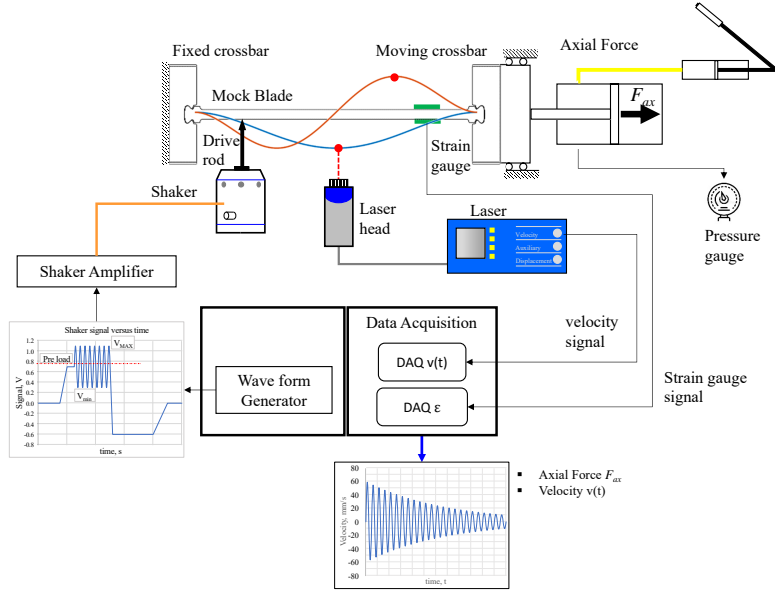 Fixed crossbar
Moving crossbar
Axial Force
Mock Blade
F_ax
Drive
rod
Strain
gauge
Shaker
Laser
head
Laser
Velocity
Auxiliary
Displacement
Pressure
gauge
Shaker Amplifier
Shaker signal versus time
1.2
1.0
0.8
0.6
0.4
0.2
0.0
-0.2
-0.4
-0.6
-0.8
Signal, V
Pre load
V_MAX
V_min
time, s
Wave form
Generator
Data Acquisition
DAQ v(t)
DAQ ε
velocity
signal
Strain gauge
signal
80
60
40
20
0
-20
-40
-60
-80
Velocity, mm/s
time, t
▪ Axial Force F_ax
▪ Velocity v(t)